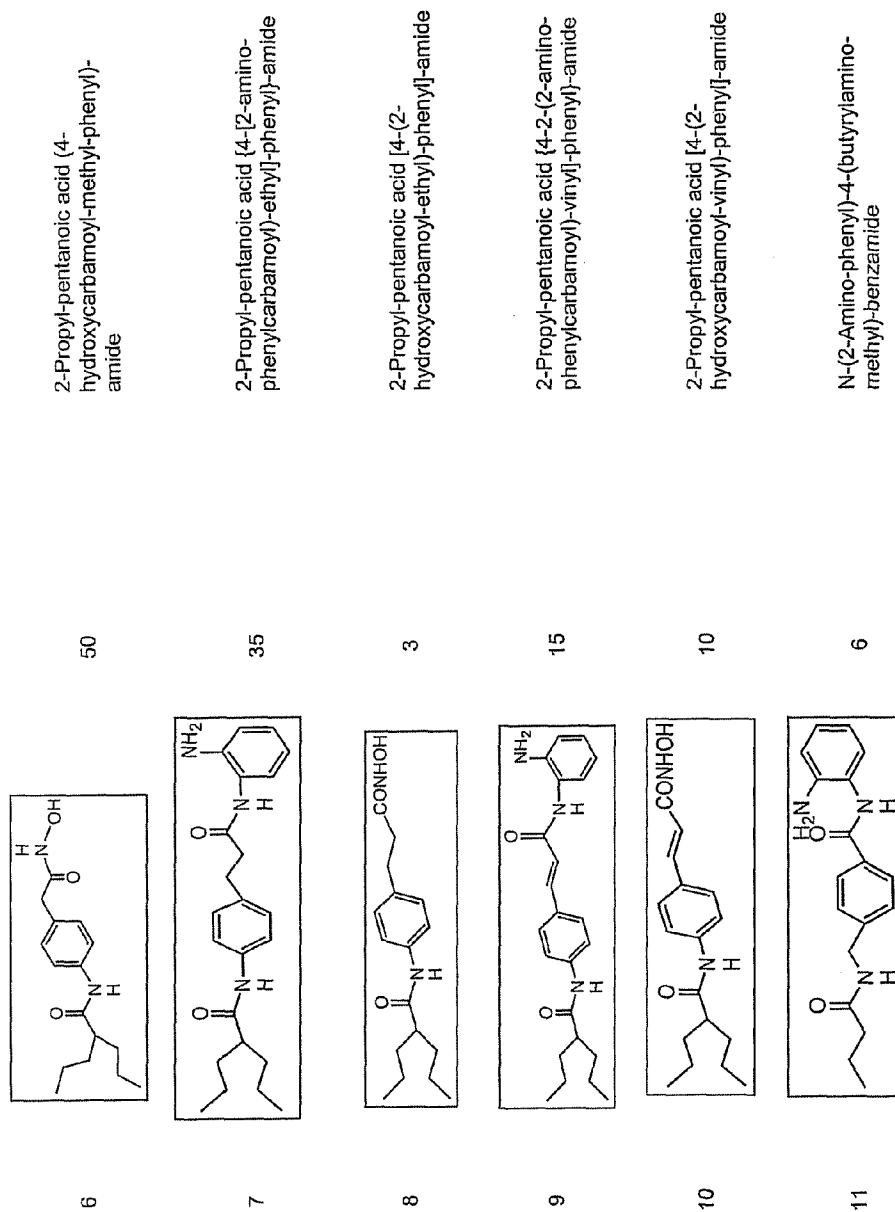 6
O
N
H
O
H
N
OH
50
2-Propyl-pentanoic acid (4-
hydroxycarbamoyl-methyl-phenyl)-
amide
7
O
N
H
O
N
H
NH2
35
2-Propyl-pentanoic acid {4-[2-amino-
phenylcarbamoyl)-ethyl]-phenyl}-amide
8
O
N
H
CONHOH
3
2-Propyl-pentanoic acid [4-(2-
hydroxycarbamoyl-ethyl)-phenyl]-amide
9
O
N
H
O
N
H
NH2
15
2-Propyl-pentanoic acid {4-2-(2-amino-
phenylcarbamoyl)-vinyl]-phenyl}-amide
10
O
N
H
CONHOH
10
2-Propyl-pentanoic acid [4-(2-
hydroxycarbamoyl-vinyl)-phenyl]-amide
11
O
N
H
O
H2N
N
H
6
N-(2-Amino-phenyl)-4-(butyrylamino-
methyl)-benzamide